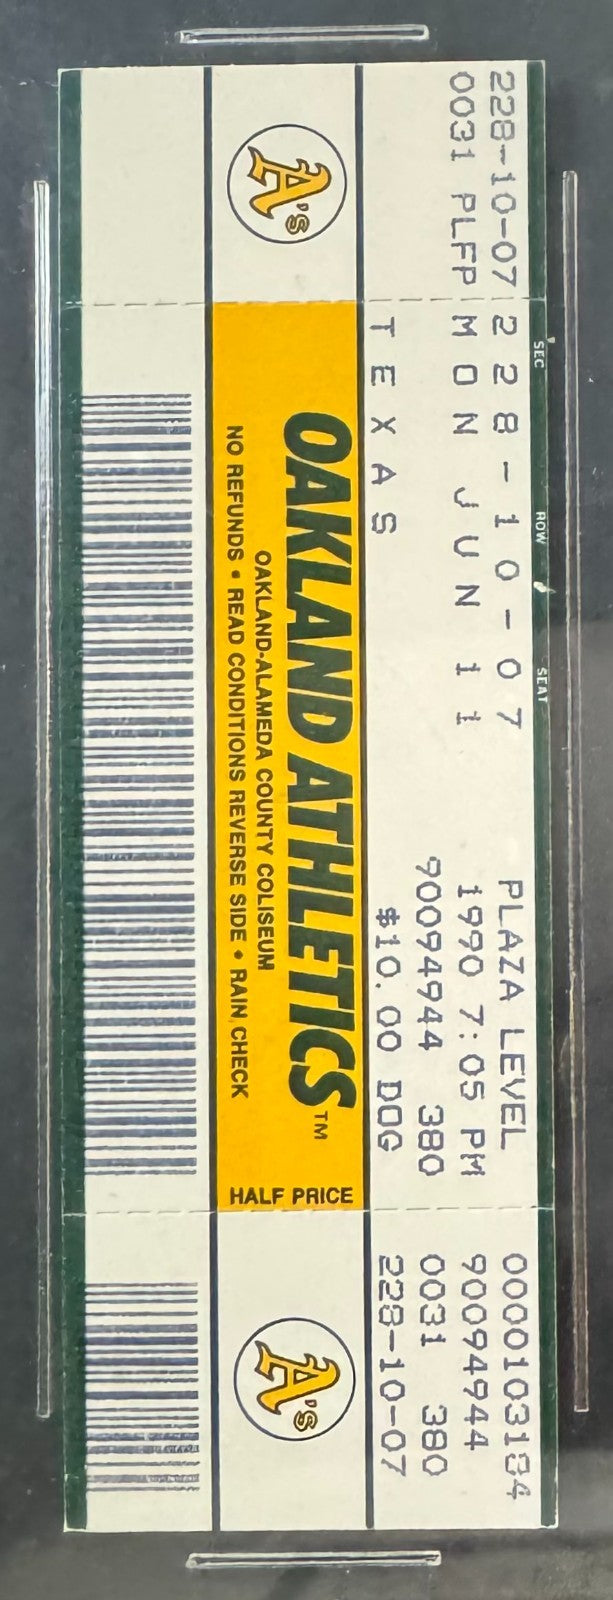 228-10-07
0031 PLFP
A's
SEC ROW SEAT
228-10-07 PLAZA LEVEL
MON JUN 11 1990 7:05 PM
90094944 380
TEXAS $10.00 DOG
OAKLAND ATHLETICS™
OAKLAND-ALAMEDA COUNTY COLISEUM
NO REFUNDS • READ CONDITIONS REVERSE SIDE • RAIN CHECK
HALF PRICE
0000103184
90094944
0031 380
228-10-07
A's